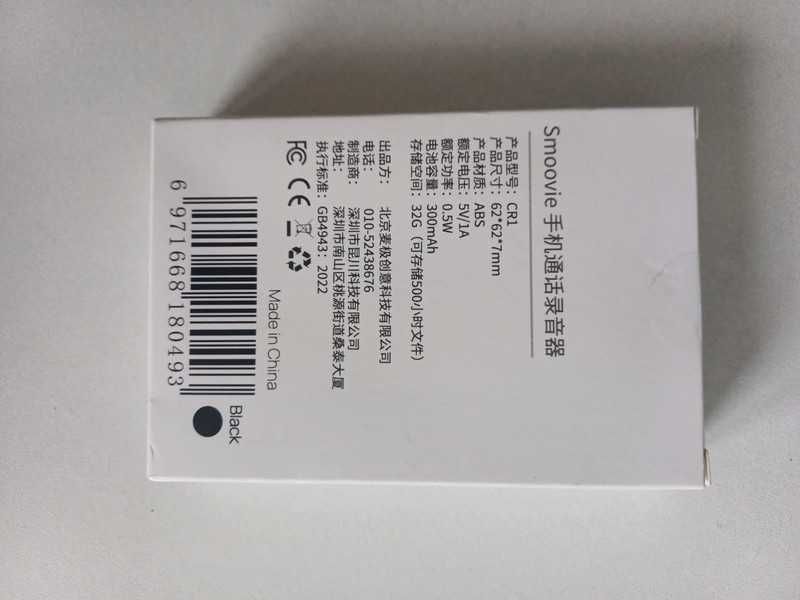 Smoovie 手机通话录音器
产品型号：CR1
产品尺寸：62*62*7mm
产品材质：ABS
额定电压：5V/1A
额定功率：0.5W
电池容量：300mAh
存储空间：32G（可存储500小时文件）
出品方：北京麦极创意科技有限公司
电话：010-52438676
制造商：深圳市昆川科技有限公司
地址：深圳市南山区桃源街道桑泰大厦
执行标准：GB4943：2022
FC CE
Made in China
6 971668 180493
Black